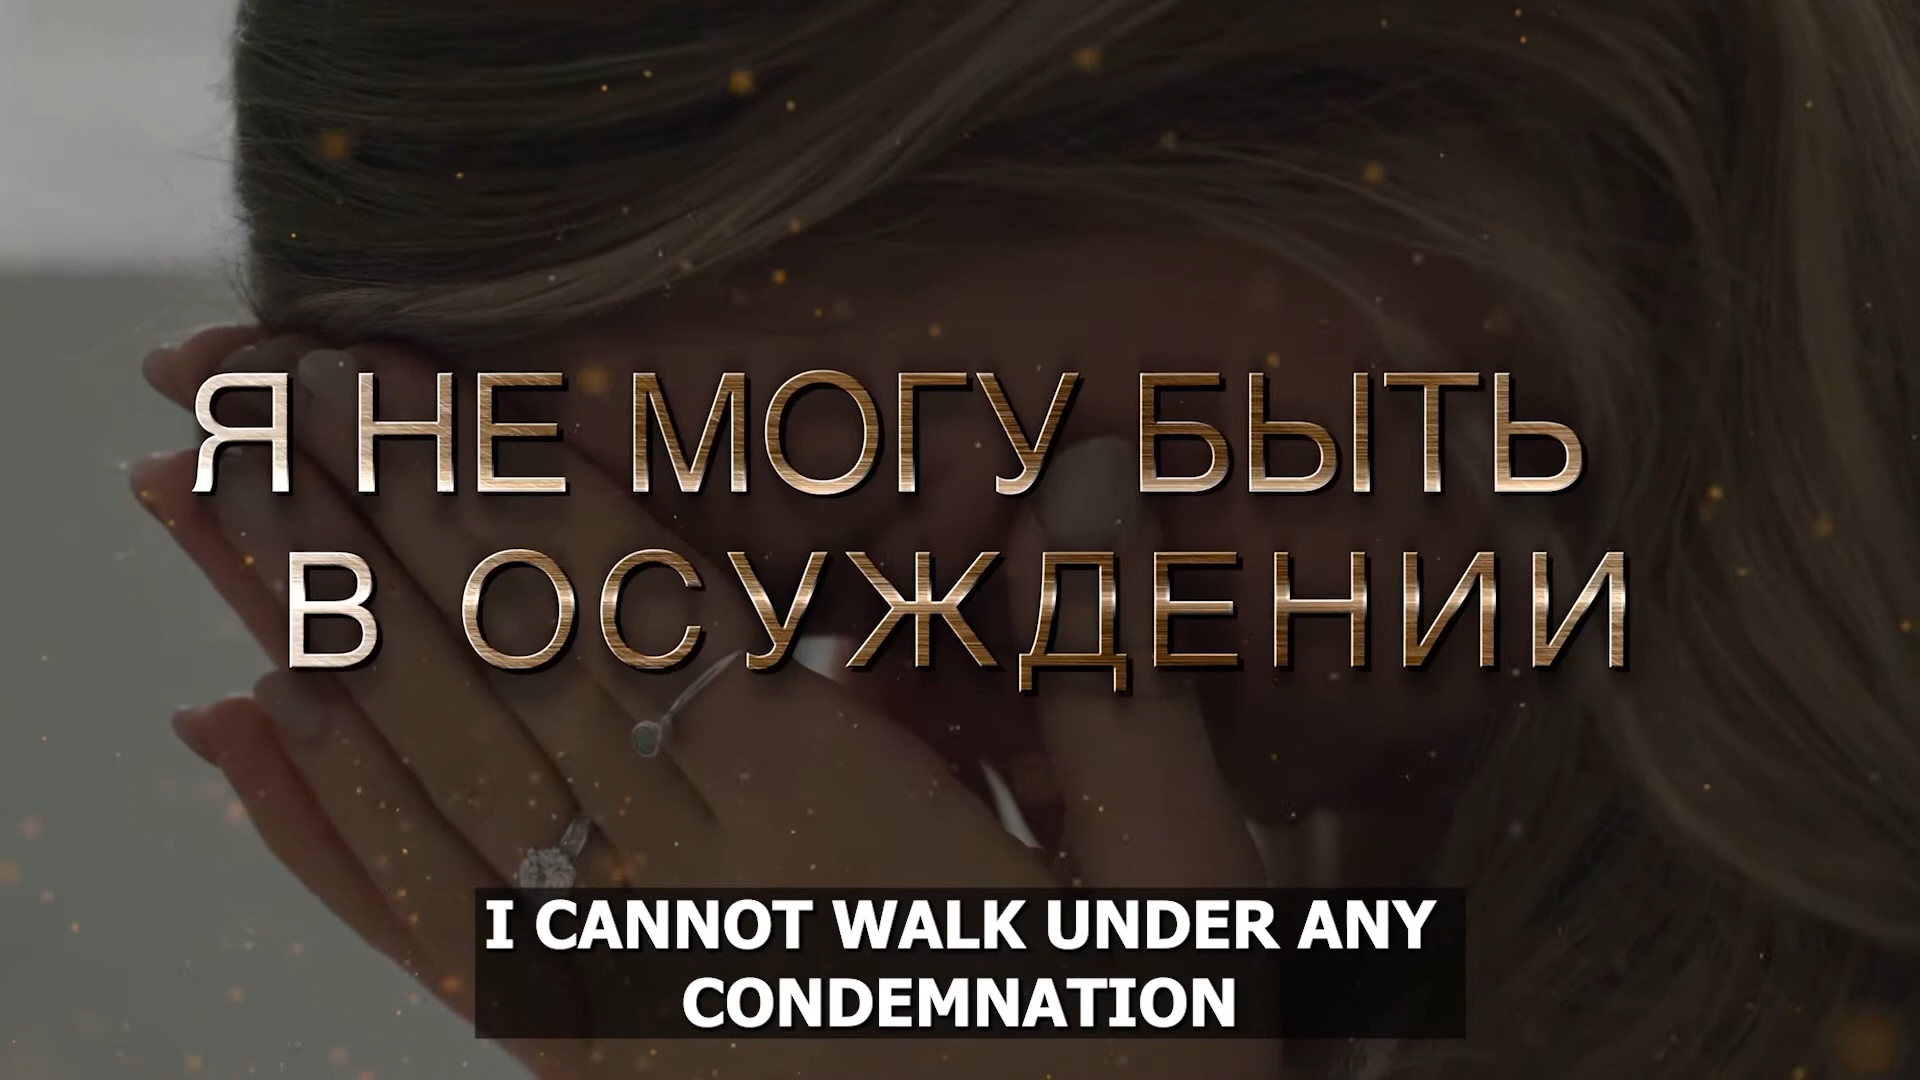 Я НЕ МОГУ БЫТЬ
В ОСУЖДЕНИИ
I CANNOT WALK UNDER ANY
CONDEMNATION